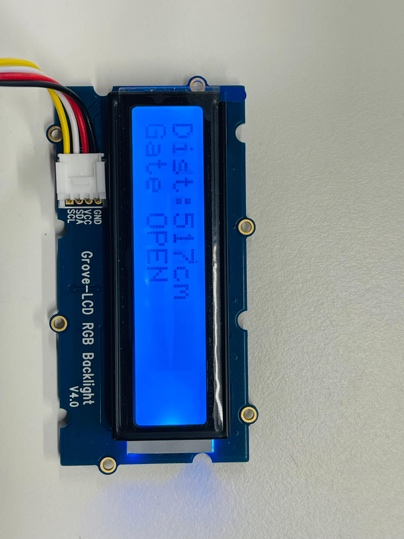 Dist:517cm
Gate OPEN
GND
VCC
SDA
SCL
Grove-LCD RGB Backlight
V4.0